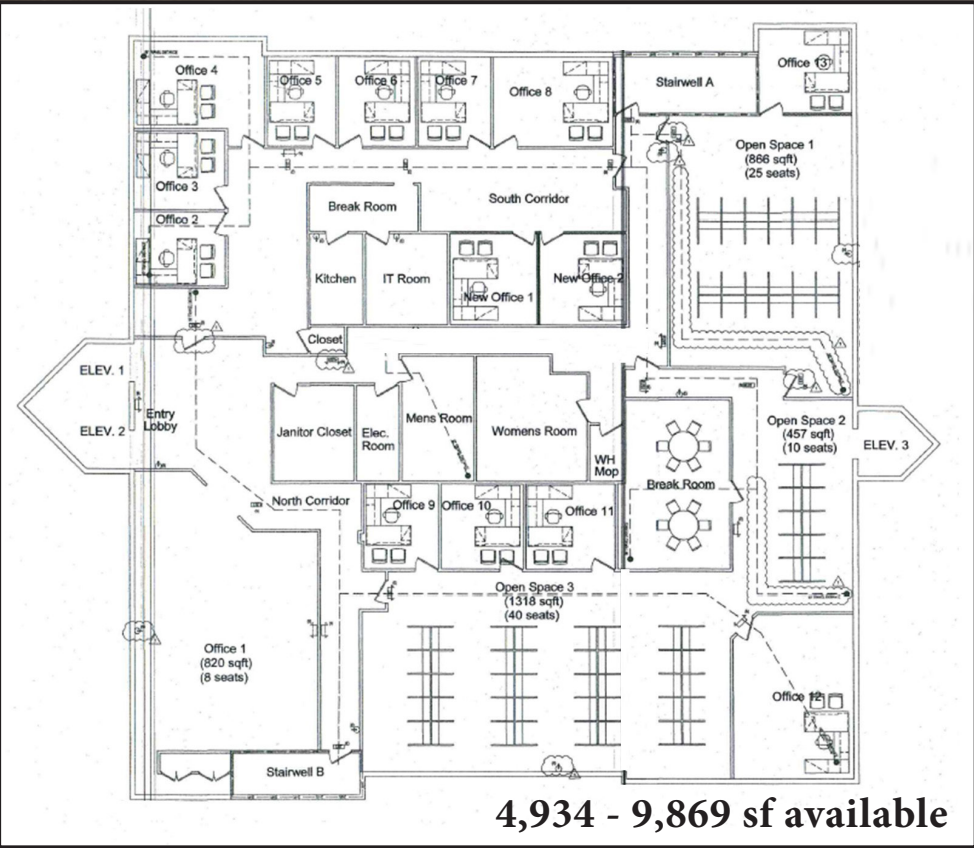 Office 4
Office 5
Office 6
Office 7
Office 8
Stairwell A
Office 13
Office 3
Open Space 1
(866 sqft)
(25 seats)
Office 2
Break Room
South Corridor
Kitchen
IT Room
New Office 1
New Office 2
Closet
ELEV. 1
ELEV. 2
Entry
Lobby
Janitor Closet
Elec.
Room
Mens Room
Womens Room
WH
Mop
Break Room
Open Space 2
(457 sqft)
(10 seats)
ELEV. 3
North Corridor
Office 9
Office 10
Office 11
Open Space 3
(1318 sqft)
(40 seats)
Office 1
(820 sqft)
(8 seats)
Office 12
Stairwell B
4,934 - 9,869 sf available